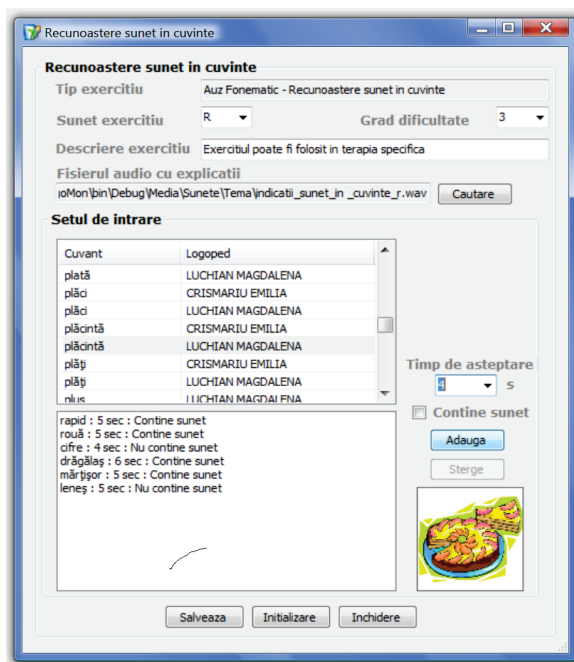 Recunoastere sunet in cuvinte
Recunoastere sunet in cuvinte
Tip exercitiu Auz Fonematic - Recunoastere sunet in cuvinte
Sunet exercitiu R Grad dificultate 3
Descriere exercitiu Exercitiul poate fi folosit in terapia specifica
Fisierul audio cu explicatii
ıoMon\bin\Debug\Media\Sunete\Tema\indicatii_sunet_in _cuvinte_r.wav Cautare
Setul de intrare
Cuvant Logoped
plată LUCHIAN MAGDALENA
plăci CRISMARIU EMILIA
plăci LUCHIAN MAGDALENA
plăcintă CRISMARIU EMILIA
plăcintă LUCHIAN MAGDALENA
plăţi CRISMARIU EMILIA
plăţi LUCHIAN MAGDALENA
plus LUCHIAN MAGDALENA
Timp de asteptare
4 s
Contine sunet
Adauga
Sterge
rapid : 5 sec : Contine sunet
rouă : 5 sec : Contine sunet
cifre : 4 sec : Nu contine sunet
drăgălaş : 6 sec : Contine sunet
mărţişor : 5 sec : Contine sunet
leneş : 5 sec : Nu contine sunet
Salveaza Initializare Inchidere